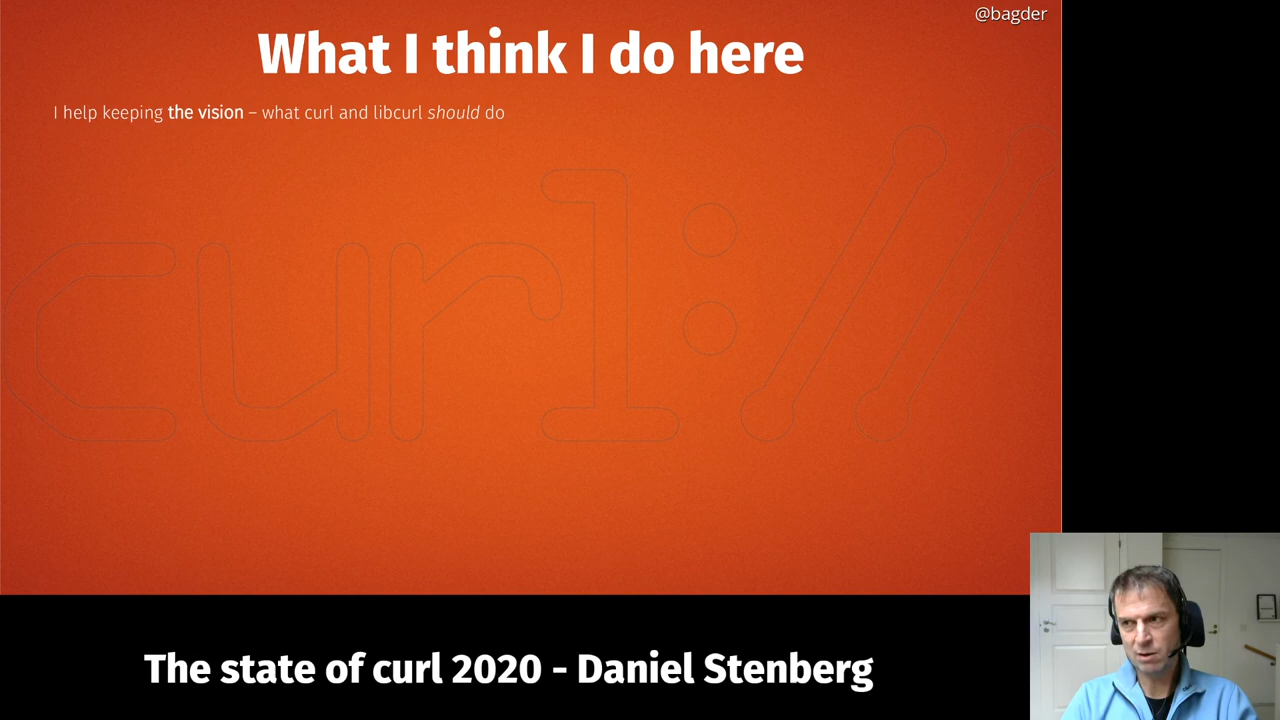 @bagder
What I think I do here
I help keeping the vision – what curl and libcurl should do
curl://
The state of curl 2020 - Daniel Stenberg